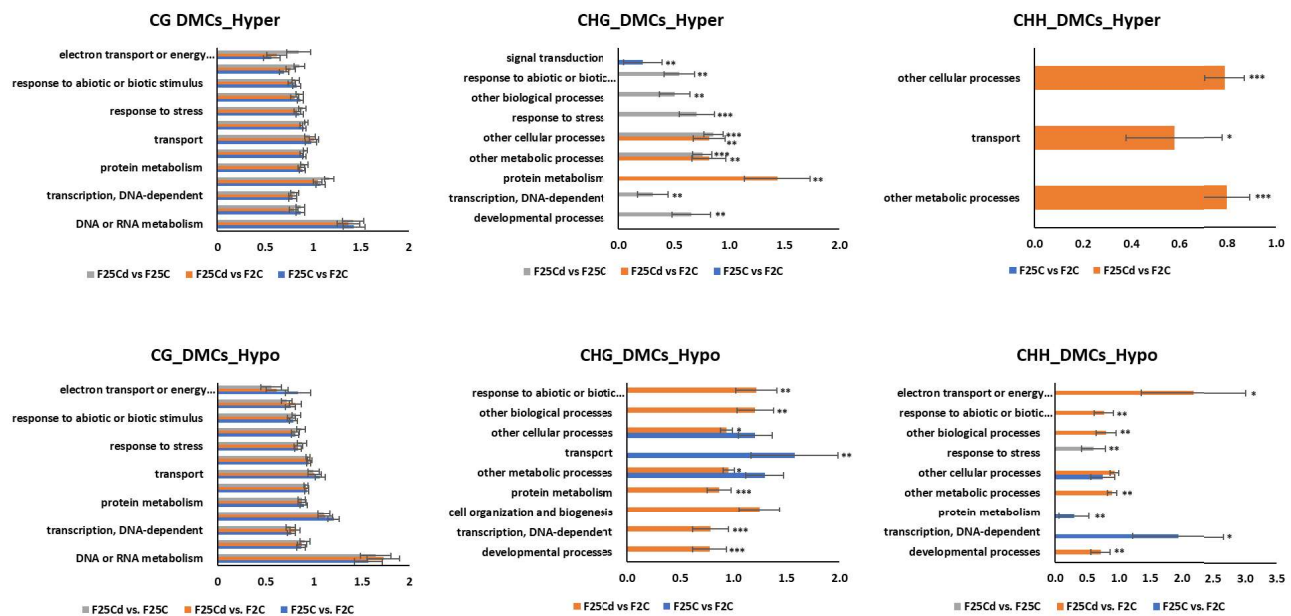 CG DMCs_Hyper
electron transport or energy...
response to abiotic or biotic stimulus
response to stress
transport
protein metabolism
transcription, DNA-dependent
DNA or RNA metabolism
0 0.5 1 1.5 2
F25Cd vs F25C F25Cd vs F2C F25C vs F2C
CHG_DMCs_Hyper
signal transduction **
response to abiotic or biotic... **
other biological processes **
response to stress ***
other cellular processes ***
**
other metabolic processes ***
**
protein metabolism **
transcription, DNA-dependent **
developmental processes **
0.0 0.5 1.0 1.5 2.0
F25Cd vs F25C F25Cd vs F2C F25C vs F2C
CHH_DMCs_Hyper
other cellular processes ***
transport *
other metabolic processes ***
0.0 0.2 0.4 0.6 0.8 1.0
F25C vs F2C F25Cd vs F2C
CG_DMCs_Hypo
electron transport or energy...
response to abiotic or biotic stimulus
response to stress
transport
protein metabolism
transcription, DNA-dependent
DNA or RNA metabolism
0 0.5 1 1.5 2
F25Cd vs. F25C F25Cd vs. F2C F25C vs. F2C
CHG_DMCs_Hypo
response to abiotic or biotic... **
other biological processes **
other cellular processes *
transport **
other metabolic processes *
protein metabolism ***
cell organization and biogenesis
transcription, DNA-dependent ***
developmental processes ***
0.0 0.5 1.0 1.5 2.0
F25Cd vs F2C F25C vs F2C
CHH_DMCs_Hypo
electron transport or energy... *
response to abiotic or biotic... **
other biological processes **
response to stress **
other cellular processes
other metabolic processes **
protein metabolism **
transcription, DNA-dependent *
developmental processes **
0.0 0.5 1.0 1.5 2.0 2.5 3.0 3.5
F25Cd vs. F25C F25Cd vs. F2C F25C vs. F2C